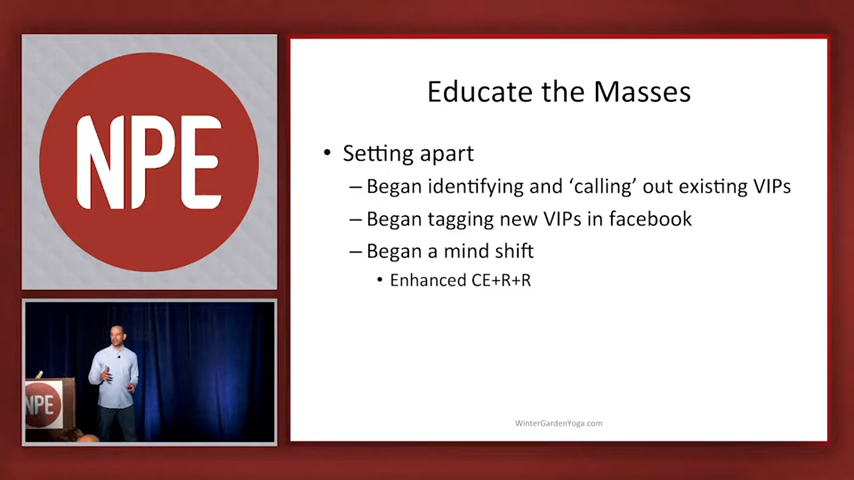 NPE
Educate the Masses
• Setting apart
– Began identifying and ‘calling’ out existing VIPs
– Began tagging new VIPs in facebook
– Began a mind shift
• Enhanced CE+R+R
WinterGardenYoga.com
NPE